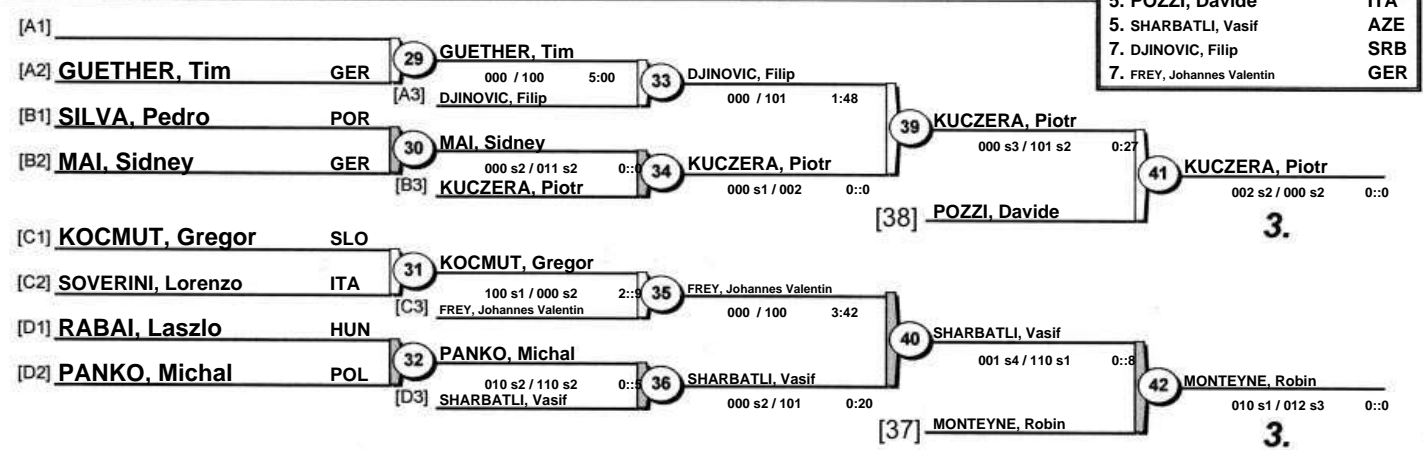 5. POZZI, Davide ITA
5. SHARBATLI, Vasif AZE
7. DJINOVIC, Filip SRB
7. FREY, Johannes Valentin GER
[A1]
[A2] GUETHER, Tim GER
29
GUETHER, Tim
000 / 100 5:00
[A3] DJINOVIC, Filip
33
DJINOVIC, Filip
000 / 101 1:48
[B1] SILVA, Pedro POR
[B2] MAI, Sidney GER
30
MAI, Sidney
000 s2 / 011 s2 0::0
[B3] KUCZERA, Piotr
34
KUCZERA, Piotr
000 s1 / 002 0::0
39
KUCZERA, Piotr
000 s3 / 101 s2 0:27
[38] POZZI, Davide
41
KUCZERA, Piotr
002 s2 / 000 s2 0::0
3.
[C1] KOCMUT, Gregor SLO
[C2] SOVERINI, Lorenzo ITA
31
KOCMUT, Gregor
100 s1 / 000 s2 2::9
[C3] FREY, Johannes Valentin
35
FREY, Johannes Valentin
000 / 100 3:42
[D1] RABAI, Laszlo HUN
[D2] PANKO, Michal POL
32
PANKO, Michal
010 s2 / 110 s2 0::5
[D3] SHARBATLI, Vasif
36
SHARBATLI, Vasif
000 s2 / 101 0:20
40
SHARBATLI, Vasif
001 s4 / 110 s1 0::8
[37] MONTEYNE, Robin
42
MONTEYNE, Robin
010 s1 / 012 s3 0::0
3.